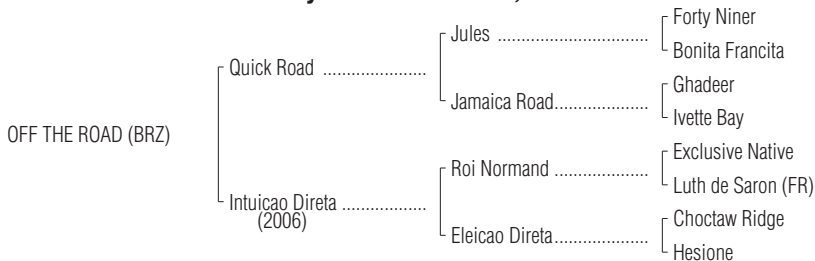 Forty Niner
Jules ........................................
Bonita Francita
Quick Road ......................
Ghadeer
Jamaica Road.........................
Ivette Bay
OFF THE ROAD (BRZ)
Exclusive Native
Roi Normand .........................
Luth de Saron (FR)
Intuicao Direta ....................
(2006)
Choctaw Ridge
Eleicao Direta.........................
Hesione